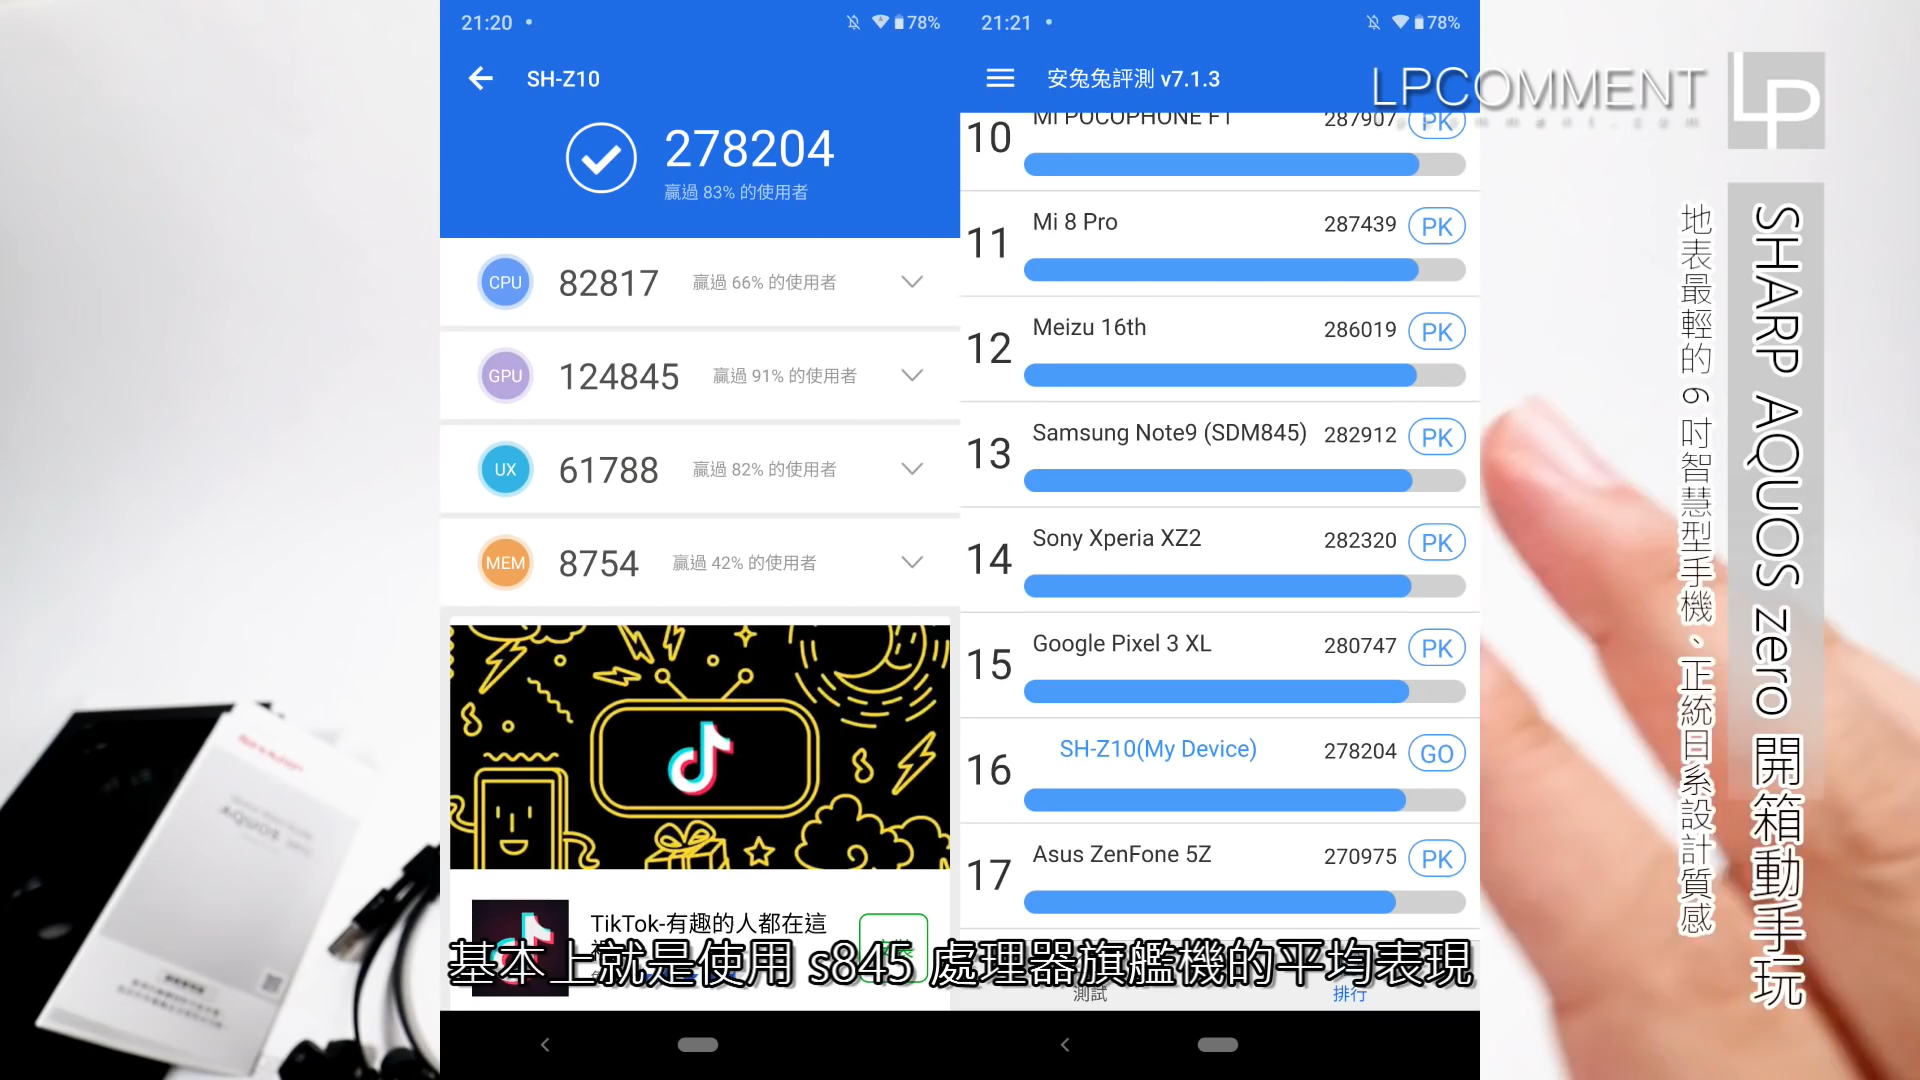 21:20
78%
SH-Z10
278204
贏過 83% 的使用者
CPU 82817 贏過 66% 的使用者
GPU 124845 贏過 91% 的使用者
UX 61788 贏過 82% 的使用者
MEM 8754 贏過 42% 的使用者
TikTok-有趣的人都在這
21:21
78%
安兔兔評測 v7.1.3
10 MI POCOPHONE F1 287907 PK
11 Mi 8 Pro 287439 PK
12 Meizu 16th 286019 PK
13 Samsung Note9 (SDM845) 282912 PK
14 Sony Xperia XZ2 282320 PK
15 Google Pixel 3 XL 280747 PK
16 SH-Z10(My Device) 278204 GO
17 Asus ZenFone 5Z 270975 PK
測試 排行
基本上就是使用 s845 處理器旗艦機的平均表現
LPCOMMENT
LP
SHARP AQUOS zero 開箱動手玩
地表最輕的 6 吋智慧型手機、正統日系設計質感